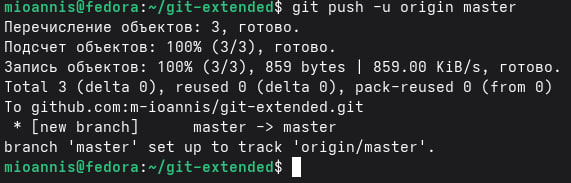 mioannis@fedora:~/git-extended$ git push -u origin master
Перечисление объектов: 3, готово.
Подсчет объектов: 100% (3/3), готово.
Запись объектов: 100% (3/3), 859 bytes | 859.00 KiB/s, готово.
Total 3 (delta 0), reused 0 (delta 0), pack-reused 0 (from 0)
To github.com:m-ioannis/git-extended.git
 * [new branch]      master -> master
branch 'master' set up to track 'origin/master'.
mioannis@fedora:~/git-extended$